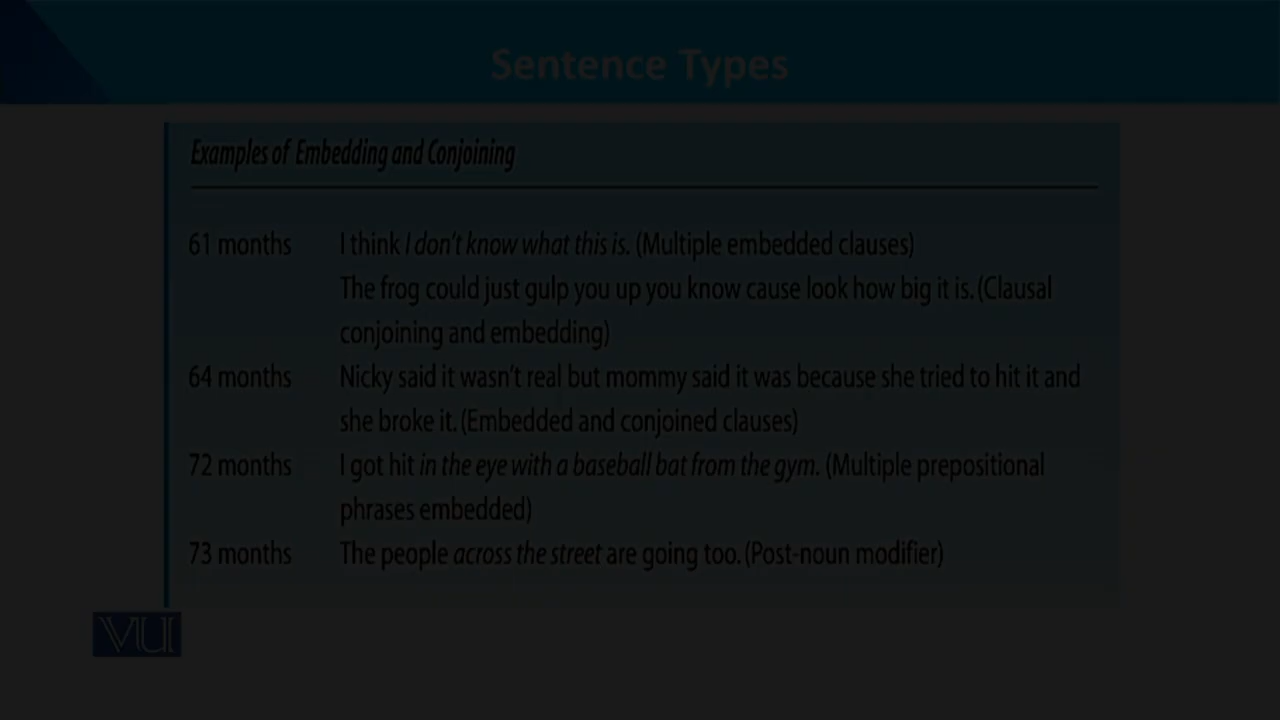 Sentence Types
Examples of Embedding and Conjoining
61 months I think I don't know what this is. (Multiple embedded clauses)
The frog could just gulp you up you know cause look how big it is. (Clausal
conjoining and embedding)
64 months Nicky said it wasn't real but mommy said it was because she tried to hit it and
she broke it. (Embedded and conjoined clauses)
72 months I got hit in the eye with a baseball bat from the gym. (Multiple prepositional
phrases embedded)
73 months The people across the street are going too. (Post-noun modifier)
VU